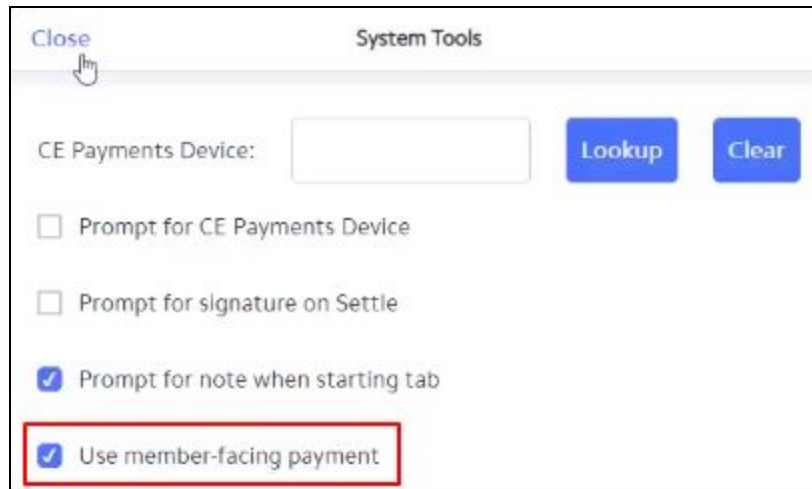 Close System Tools
CE Payments Device: Lookup Clear
Prompt for CE Payments Device
Prompt for signature on Settle
Prompt for note when starting tab
Use member-facing payment